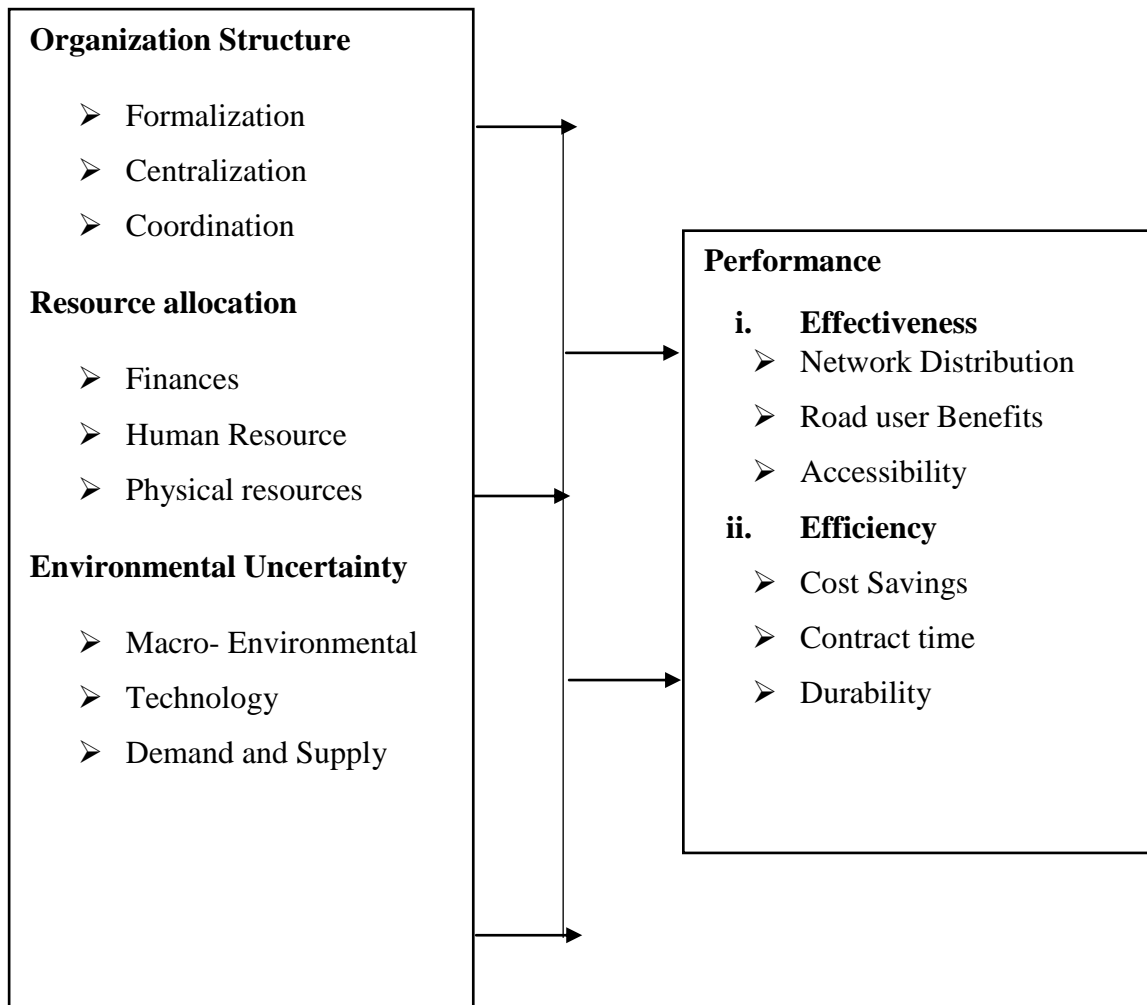 Organization Structure
➢ Formalization
➢ Centralization
➢ Coordination
Resource allocation
➢ Finances
➢ Human Resource
➢ Physical resources
Environmental Uncertainty
➢ Macro- Environmental
➢ Technology
➢ Demand and Supply
Performance
i. Effectiveness
➢ Network Distribution
➢ Road user Benefits
➢ Accessibility
ii. Efficiency
➢ Cost Savings
➢ Contract time
➢ Durability